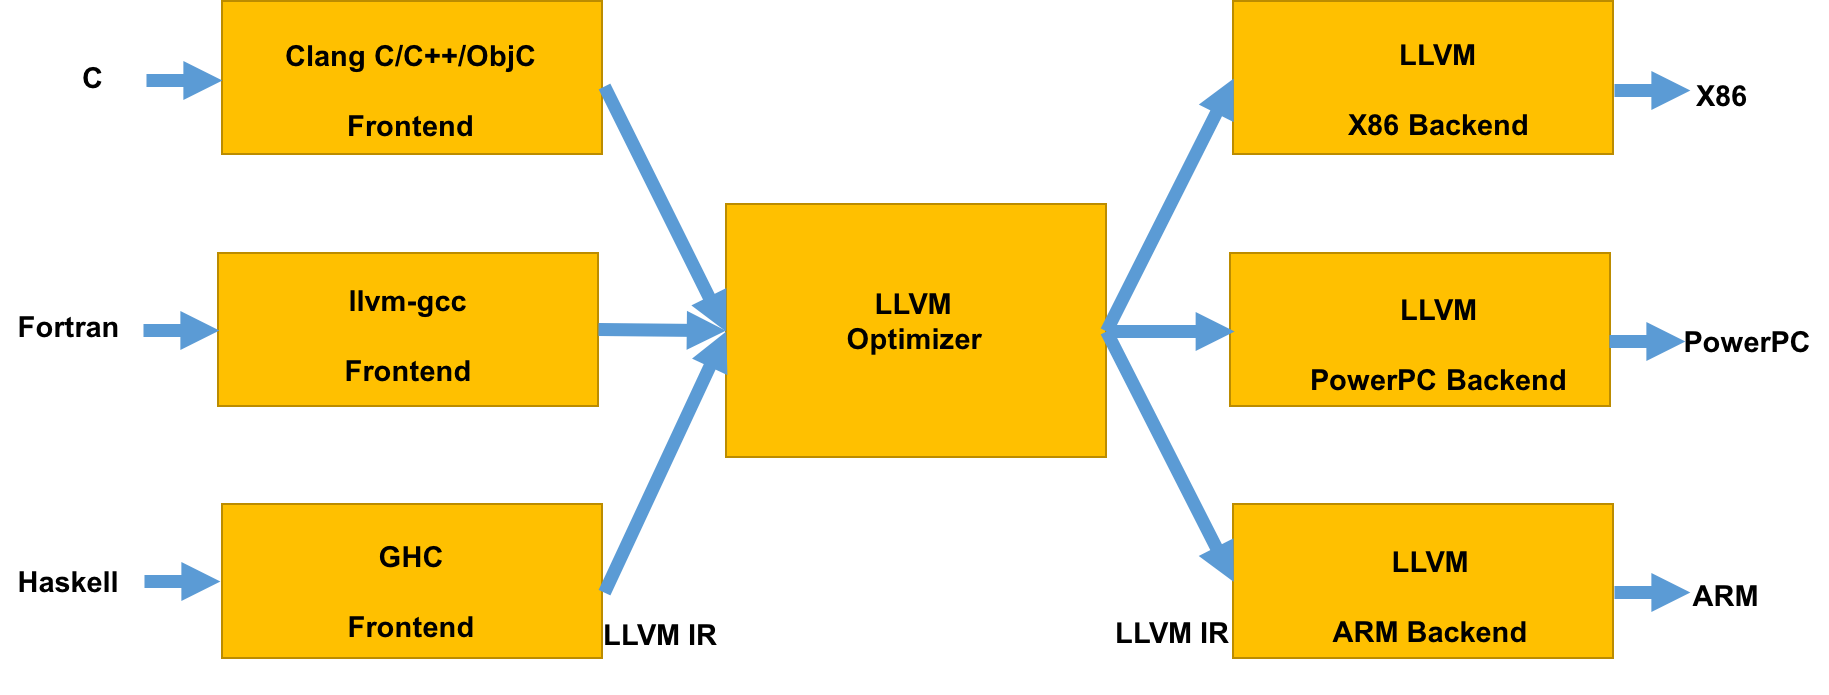 C
Clang C/C++/ObjC
Frontend
Fortran
llvm-gcc
Frontend
Haskell
GHC
Frontend
LLVM IR
LLVM
Optimizer
LLVM IR
LLVM
X86 Backend
X86
LLVM
PowerPC Backend
PowerPC
LLVM
ARM Backend
ARM